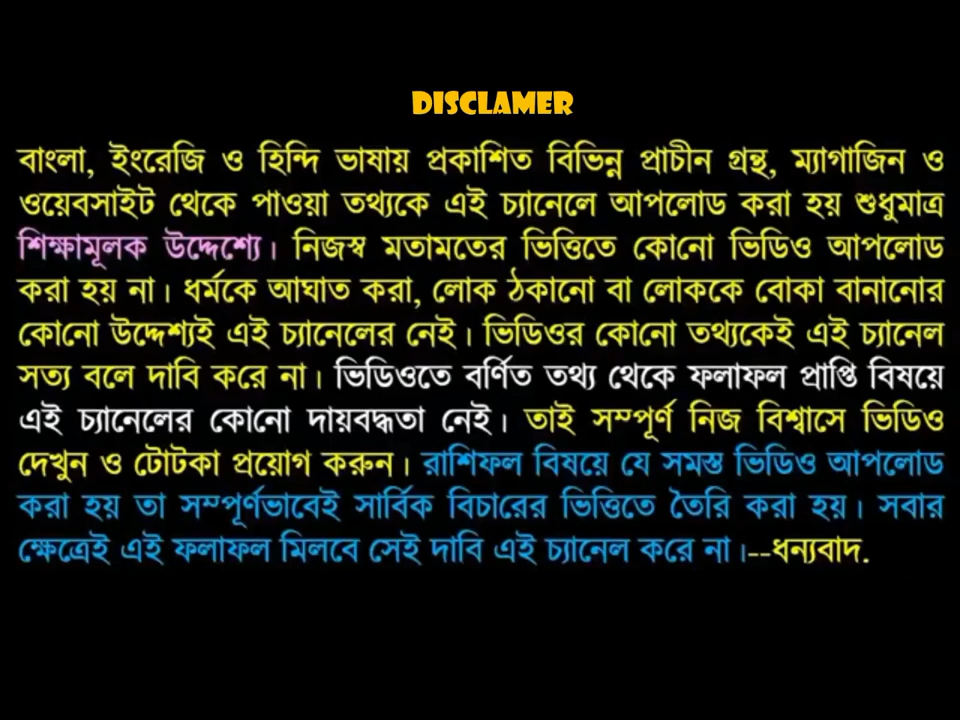 DISCLAMER
বাংলা, ইংরেজি ও হিন্দি ভাষায় প্রকাশিত বিভিন্ন প্রাচীন গ্রন্থ, ম্যাগাজিন ও
ওয়েবসাইট থেকে পাওয়া তথ্যকে এই চ্যানেলে আপলোড করা হয় শুধুমাত্র
শিক্ষামূলক উদ্দেশ্যে। নিজস্ব মতামতের ভিত্তিতে কোনো ভিডিও আপলোড
করা হয় না। ধর্মকে আঘাত করা, লোক ঠকানো বা লোককে বোকা বানানোর
কোনো উদ্দেশ্যই এই চ্যানেলের নেই। ভিডিওর কোনো তথ্যকেই এই চ্যানেল
সত্য বলে দাবি করে না। ভিডিওতে বর্ণিত তথ্য থেকে ফলাফল প্রাপ্তি বিষয়ে
এই চ্যানেলের কোনো দায়বদ্ধতা নেই। তাই সম্পূর্ণ নিজ বিশ্বাসে ভিডিও
দেখুন ও টোটকা প্রয়োগ করুন। রাশিফল বিষয়ে যে সমস্ত ভিডিও আপলোড
করা হয় তা সম্পূর্ণভাবেই সার্বিক বিচারের ভিত্তিতে তৈরি করা হয়। সবার
ক্ষেত্রেই এই ফলাফল মিলবে সেই দাবি এই চ্যানেল করে না।--ধন্যবাদ.